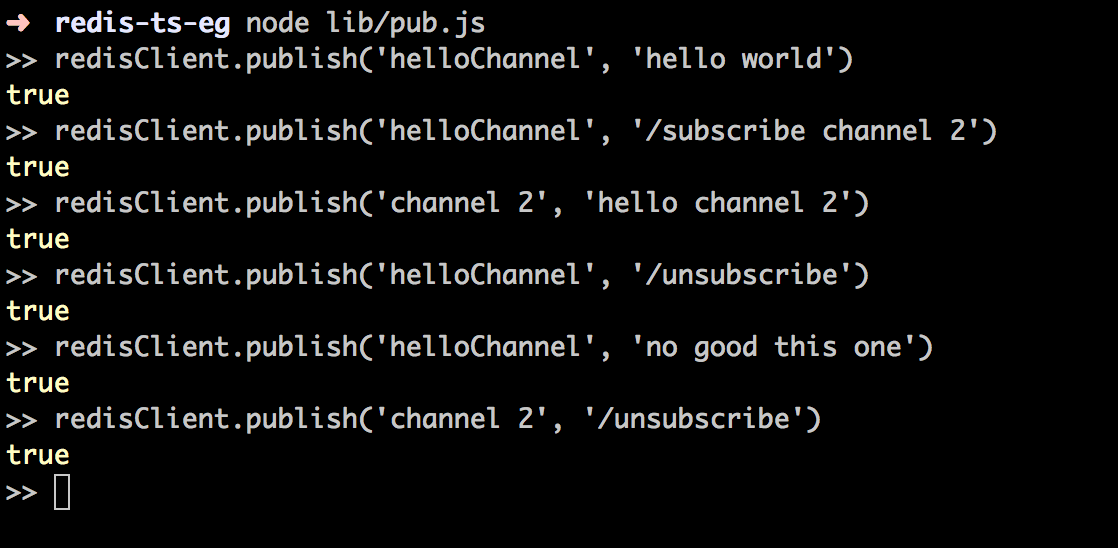 ➜ redis-ts-eg node lib/pub.js
>> redisClient.publish('helloChannel', 'hello world')
true
>> redisClient.publish('helloChannel', '/subscribe channel 2')
true
>> redisClient.publish('channel 2', 'hello channel 2')
true
>> redisClient.publish('helloChannel', '/unsubscribe')
true
>> redisClient.publish('helloChannel', 'no good this one')
true
>> redisClient.publish('channel 2', '/unsubscribe')
true
>>